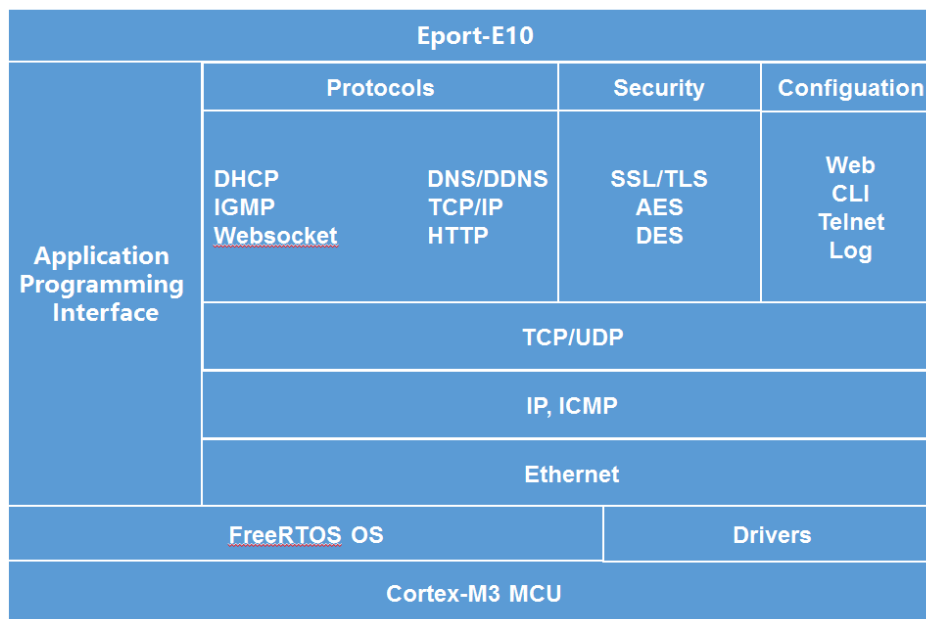 Eport-E10
Protocols
Security
Configuation
Application
Programming
Interface
DHCP
IGMP
Websocket
DNS/DDNS
TCP/IP
HTTP
SSL/TLS
AES
DES
Web
CLI
Telnet
Log
TCP/UDP
IP, ICMP
Ethernet
FreeRTOS OS
Drivers
Cortex-M3 MCU